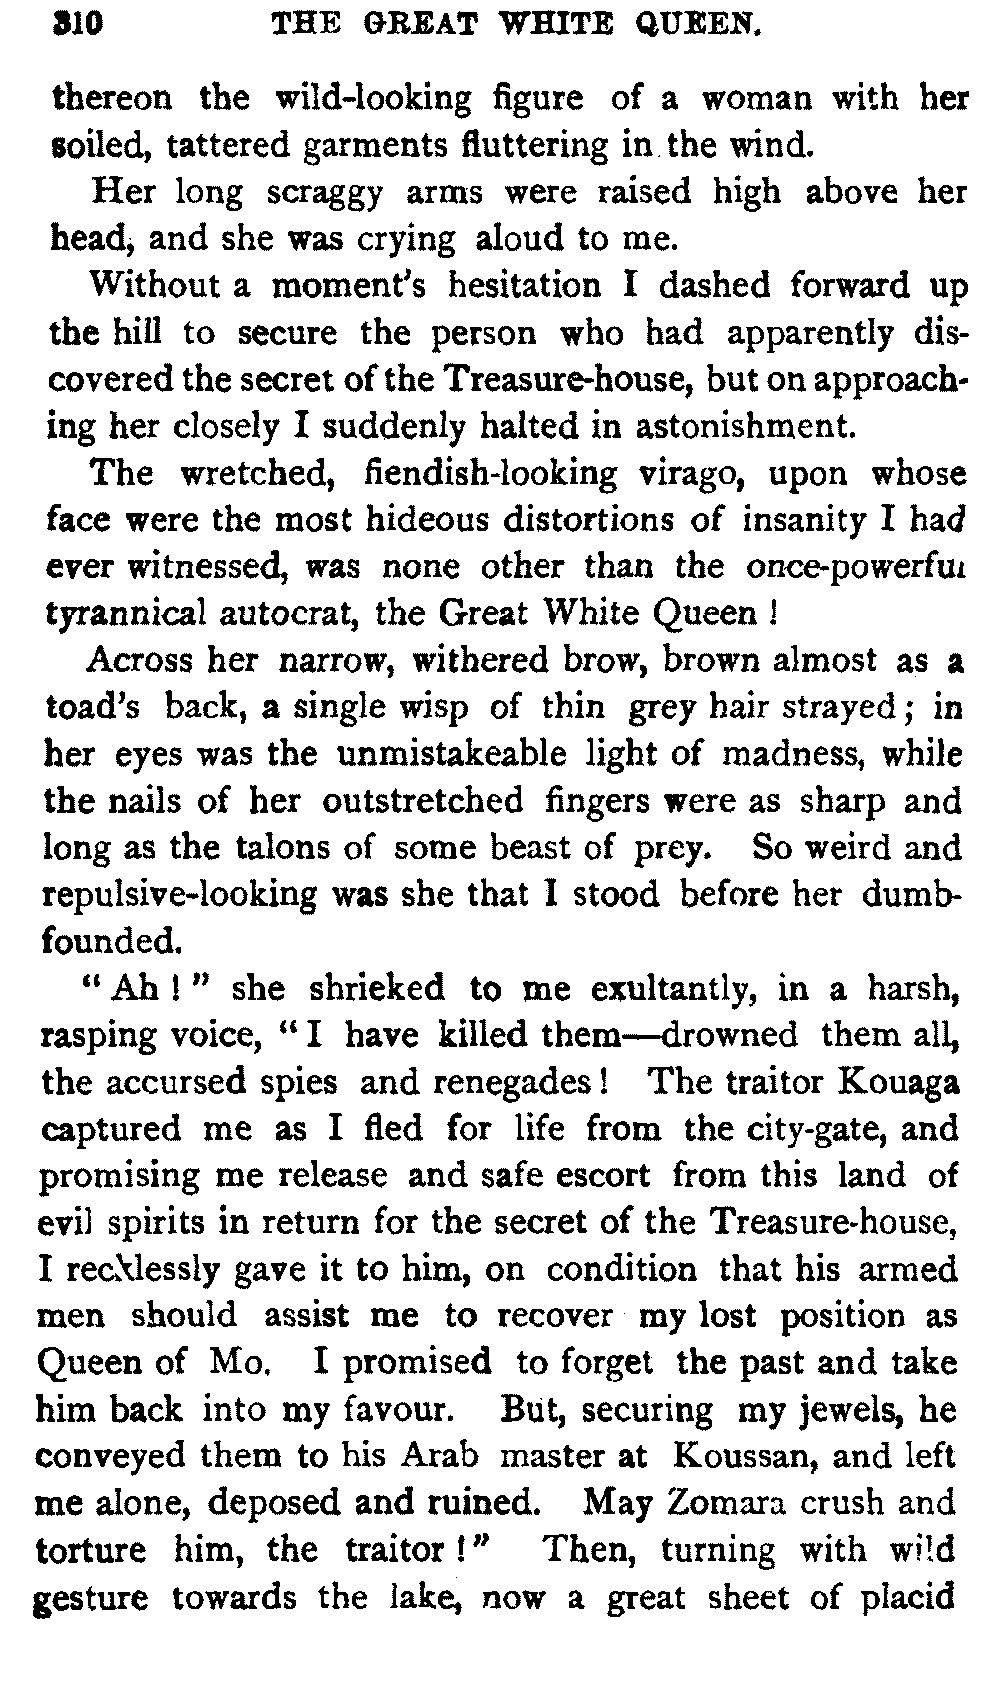 310 THE GREAT WHITE QUEEN.
thereon the wild-looking figure of a woman with her
soiled, tattered garments fluttering in the wind.
Her long scraggy arms were raised high above her
head, and she was crying aloud to me.
Without a moment's hesitation I dashed forward up
the hill to secure the person who had apparently dis-
covered the secret of the Treasure-house, but on approach-
ing her closely I suddenly halted in astonishment.
The wretched, fiendish-looking virago, upon whose
face were the most hideous distortions of insanity I had
ever witnessed, was none other than the once-powerful
tyrannical autocrat, the Great White Queen !
Across her narrow, withered brow, brown almost as a
toad's back, a single wisp of thin grey hair strayed ; in
her eyes was the unmistakeable light of madness, while
the nails of her outstretched fingers were as sharp and
long as the talons of some beast of prey. So weird and
repulsive-looking was she that I stood before her dumb-
founded.
" Ah ! " she shrieked to me exultantly, in a harsh,
rasping voice, " I have killed them—drowned them all,
the accursed spies and renegades ! The traitor Kouaga
captured me as I fled for life from the city-gate, and
promising me release and safe escort from this land of
evil spirits in return for the secret of the Treasure-house,
I recklessly gave it to him, on condition that his armed
men should assist me to recover my lost position as
Queen of Mo. I promised to forget the past and take
him back into my favour. But, securing my jewels, he
conveyed them to his Arab master at Koussan, and left
me alone, deposed and ruined. May Zomara crush and
torture him, the traitor ! " Then, turning with wild
gesture towards the lake, now a great sheet of placid